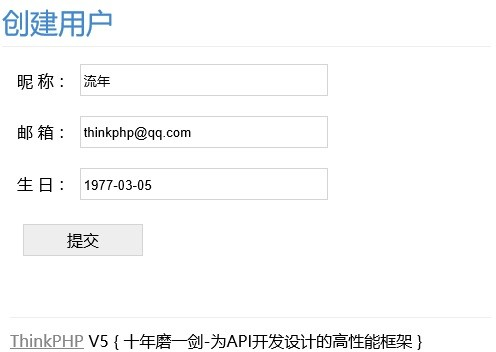 创建用户
昵 称： 流年
邮 箱： thinkphp@qq.com
生 日： 1977-03-05
提交
ThinkPHP V5 { 十年磨一剑-为API开发设计的高性能框架 }